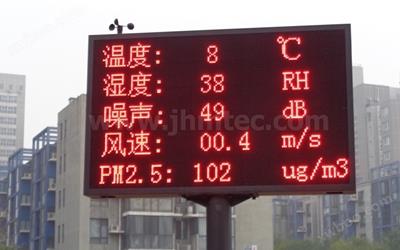 温度: 8 ℃
湿度: 38 RH
噪声: 49 dB
风速: 00.4 m/s
PM2.5: 102 ug/m3
www.jhmtec.com